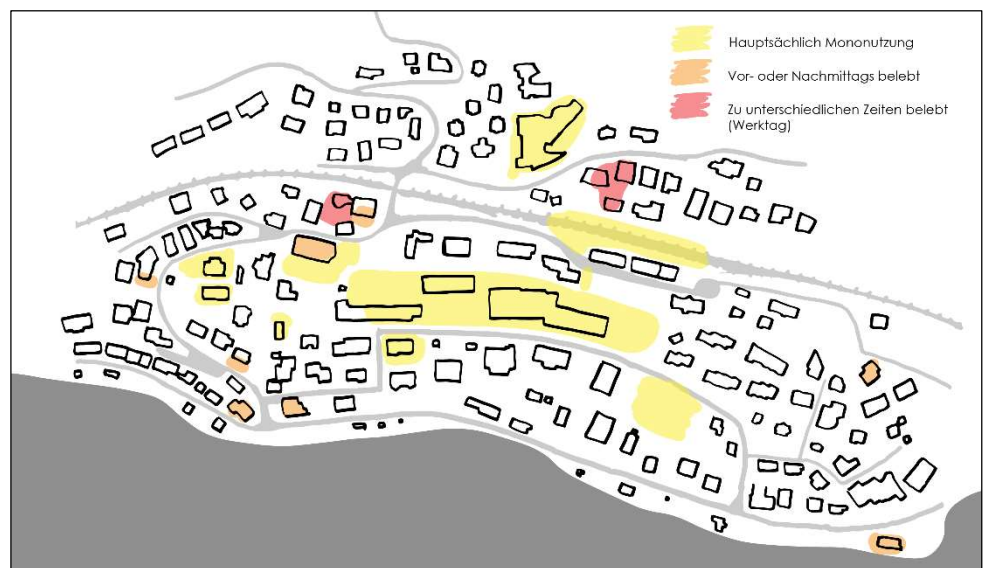 Hauptsächlich Mononutzung
Vor- oder Nachmittags belebt
Zu unterschiedlichen Zeiten belebt
(Werktag)